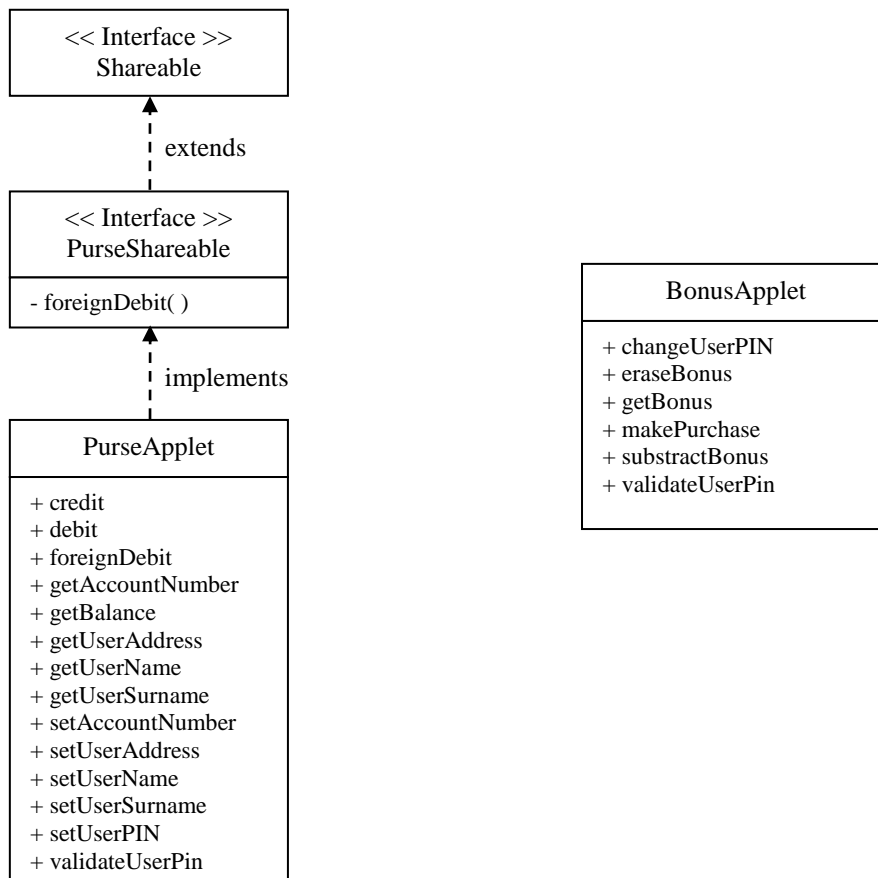 << Interface >>
Shareable
extends
<< Interface >>
PurseShareable
- foreignDebit( )
implements
PurseApplet
+ credit
+ debit
+ foreignDebit
+ getAccountNumber
+ getBalance
+ getUserAddress
+ getUserName
+ getUserSurname
+ setAccountNumber
+ setUserAddress
+ setUserName
+ setUserSurname
+ setUserPIN
+ validateUserPin
BonusApplet
+ changeUserPIN
+ eraseBonus
+ getBonus
+ makePurchase
+ substractBonus
+ validateUserPin